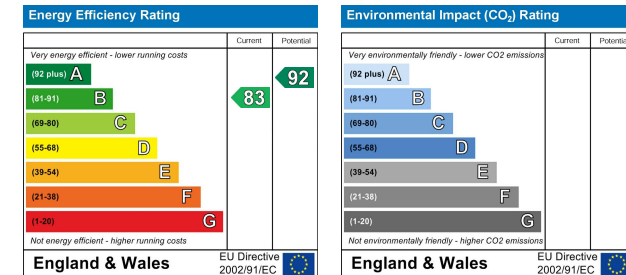 Energy Efficiency Rating
Current Potential
Very energy efficient - lower running costs
(92 plus) A
(81-91) B
(69-80) C
(55-68) D
(39-54) E
(21-38) F
(1-20) G
83
92
Not energy efficient - higher running costs
England & Wales
EU Directive
2002/91/EC
Environmental Impact (CO₂) Rating
Current Potential
Very environmentally friendly - lower CO2 emissions
(92 plus) A
(81-91) B
(69-80) C
(55-68) D
(39-54) E
(21-38) F
(1-20) G
Not environmentally friendly - higher CO2 emissions
England & Wales
EU Directive
2002/91/EC